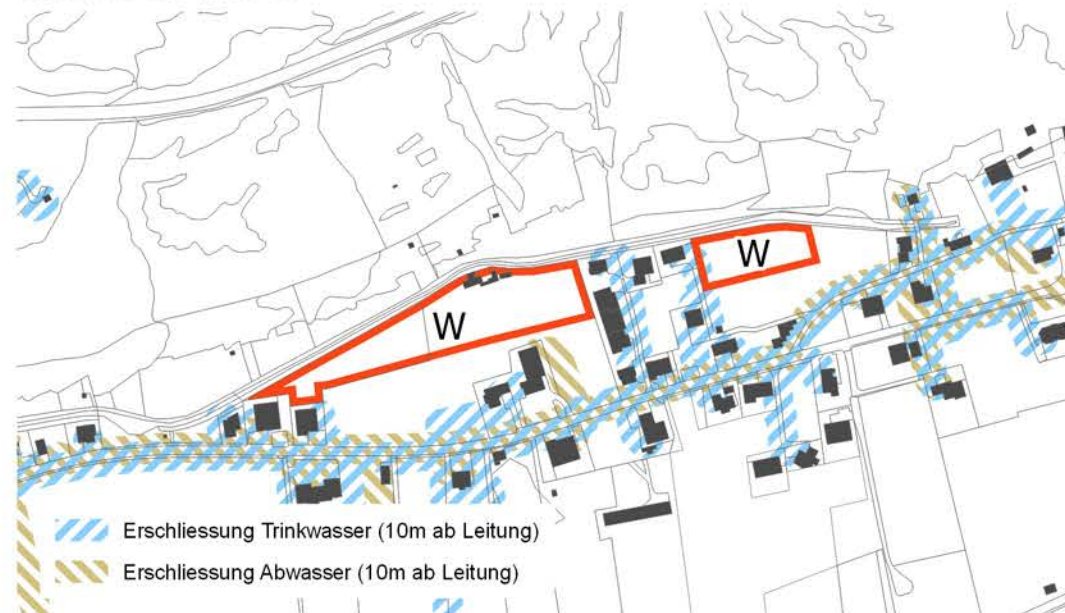 W
W
Erschliessung Trinkwasser (10m ab Leitung)
Erschliessung Abwasser (10m ab Leitung)